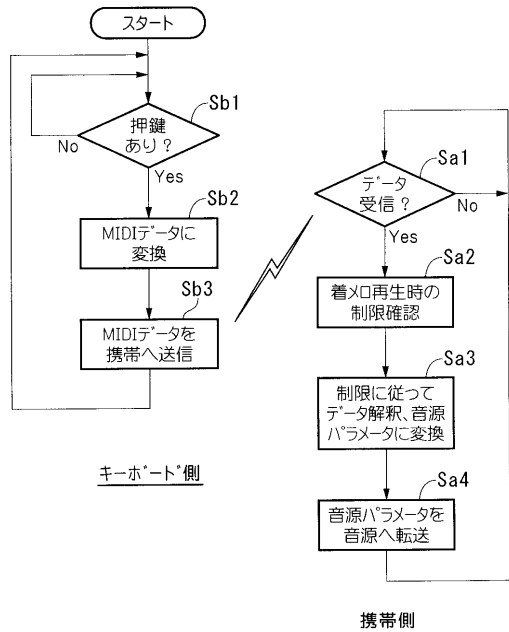 スタート
Sb1
押鍵
あり?
No
Yes
Sb2
MIDIデータに
変換
Sb3
MIDIデータを
携帯へ送信
キーボード側
Sa1
データ
受信?
No
Yes
Sa2
着メロ再生時の
制限確認
Sa3
制限に従って
データ解釈、音源
パラメータに変換
Sa4
音源パラメータを
音源へ転送
携帯側